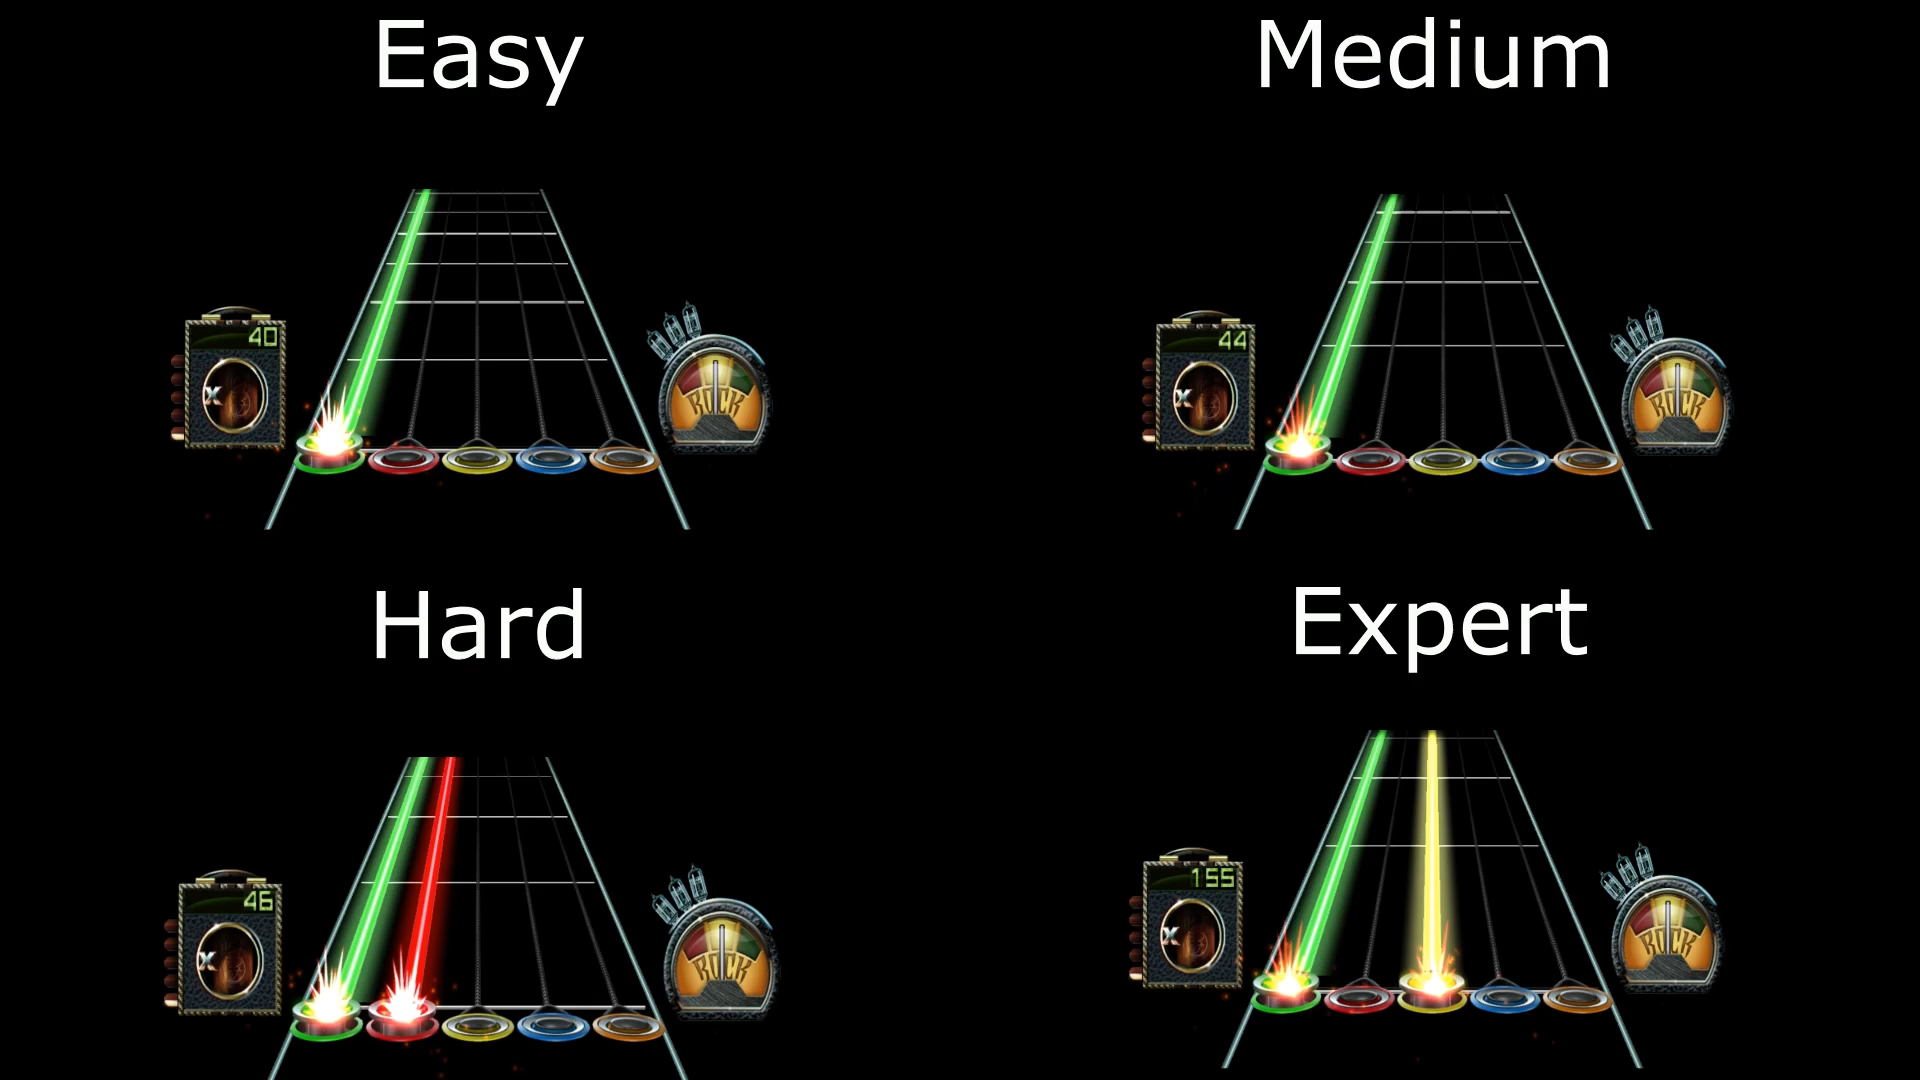 Easy
Medium
40
X
ROCK
44
X
ROCK
Hard
Expert
46
X
ROCK
155
X
ROCK